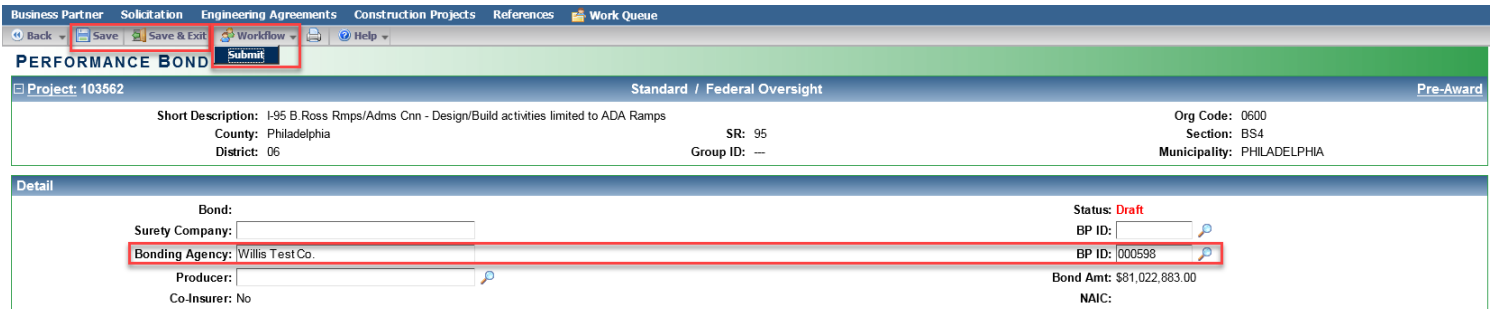 Business Partner Solicitation Engineering Agreements Construction Projects References Work Queue
Back Save Save & Exit Workflow Help
Submit
PERFORMANCE BOND
Project: 103562 Standard / Federal Oversight Pre-Award
Short Description: I-95 B.Ross Rmps/Adms Cnn - Design/Build activities limited to ADA Ramps Org Code: 0600
County: Philadelphia SR: 95 Section: BS4
District: 06 Group ID: --- Municipality: PHILADELPHIA
Detail
Bond: Status: Draft
Surety Company: BP ID:
Bonding Agency: Willis Test Co. BP ID: 000598
Producer: Bond Amt: $81,022,883.00
Co-Insurer: No NAIC: